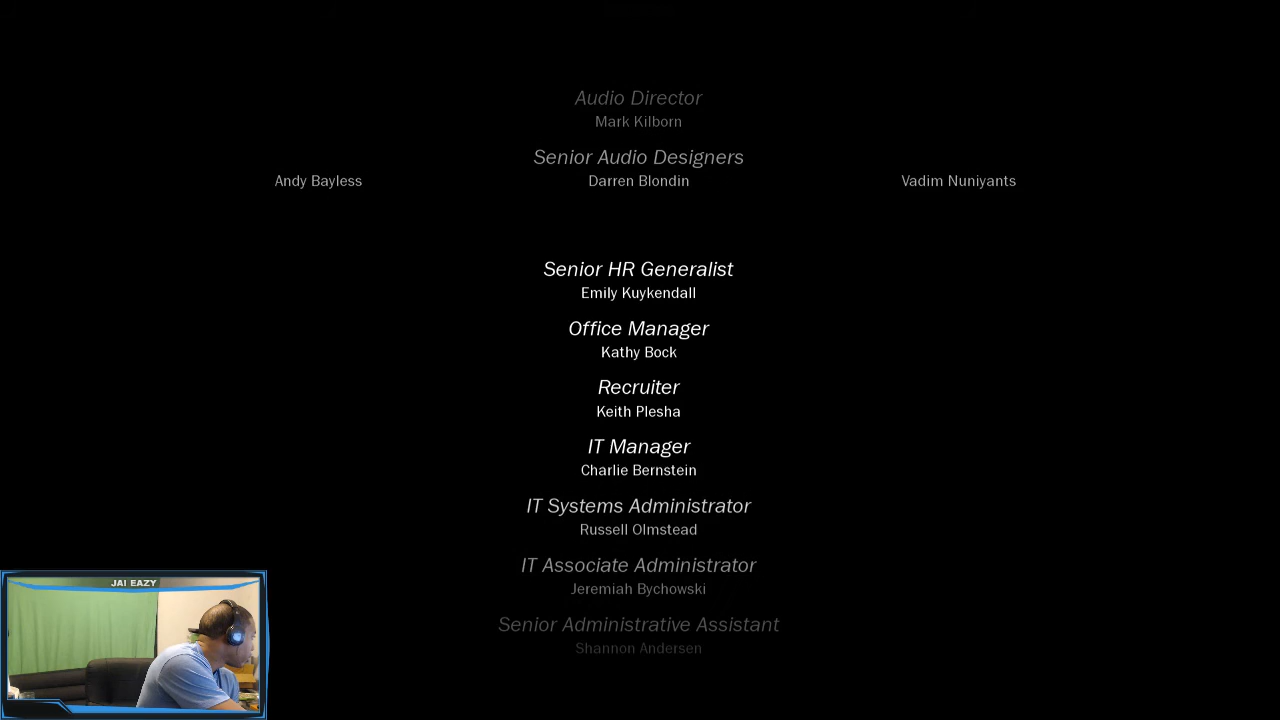 Audio Director
Mark Kilborn
Senior Audio Designers
Andy Bayless Darren Blondin Vadim Nuniyants
Senior HR Generalist
Emily Kuykendall
Office Manager
Kathy Bock
Recruiter
Keith Plesha
IT Manager
Charlie Bernstein
IT Systems Administrator
Russell Olmstead
IT Associate Administrator
Jeremiah Bychowski
Senior Administrative Assistant
Shannon Andersen
JAI EAZY